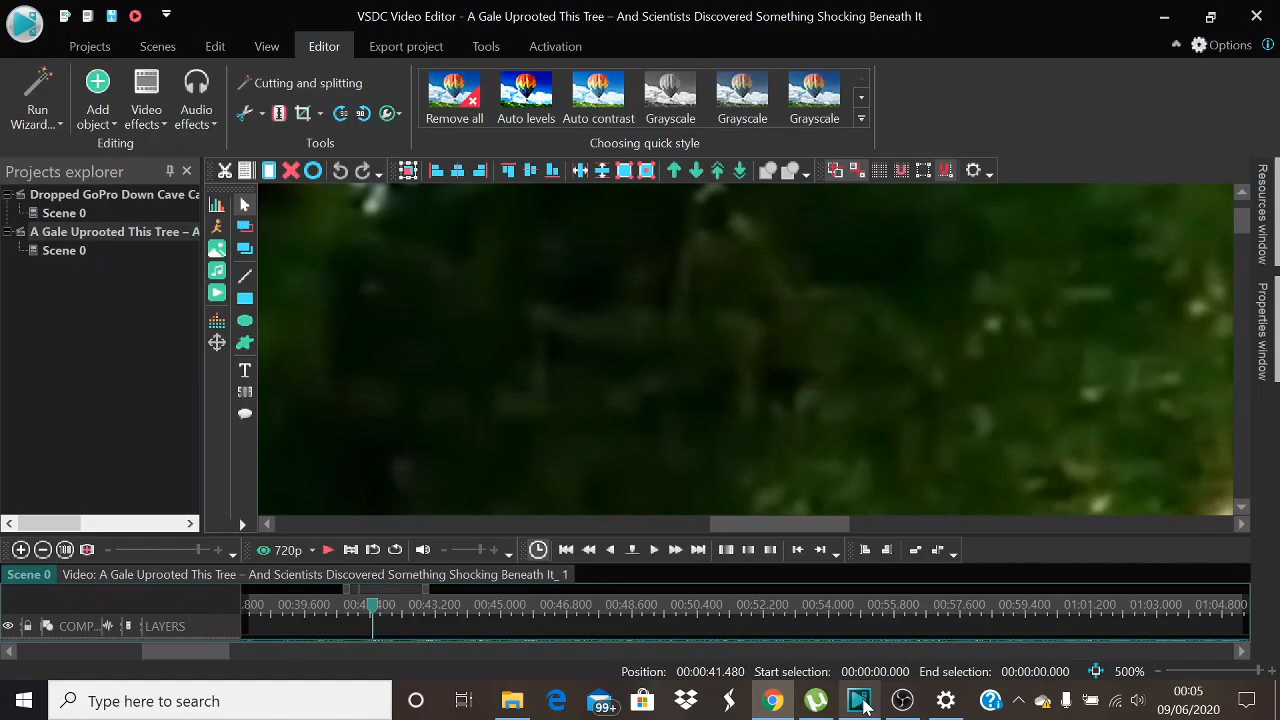 VSDC Video Editor - A Gale Uprooted This Tree – And Scientists Discovered Something Shocking Beneath It
Projects Scenes Edit View Editor Export project Tools Activation
Options
Run Wizard...
Add object
Video effects
Audio effects
Editing
Cutting and splitting
Tools
Remove all
Auto levels
Auto contrast
Grayscale
Grayscale
Grayscale
Choosing quick style
Projects explorer
Dropped GoPro Down Cave Ca
Scene 0
A Gale Uprooted This Tree – A
Scene 0
Resources window
Properties window
T
720p
Scene 0 Video: A Gale Uprooted This Tree – And Scientists Discovered Something Shocking Beneath It_ 1
.800 00:39.600 00:43.200 00:45.000 00:46.800 00:48.600 00:50.400 00:52.200 00:54.000 00:55.800 00:57.600 00:59.400 01:01.200 01:03.000 01:04.800
COMP... LAYERS
Position: 00:00:41.480 Start selection: 00:00:00.000 End selection: 00:00:00.000 500%
Type here to search
99+
00:05
09/06/2020